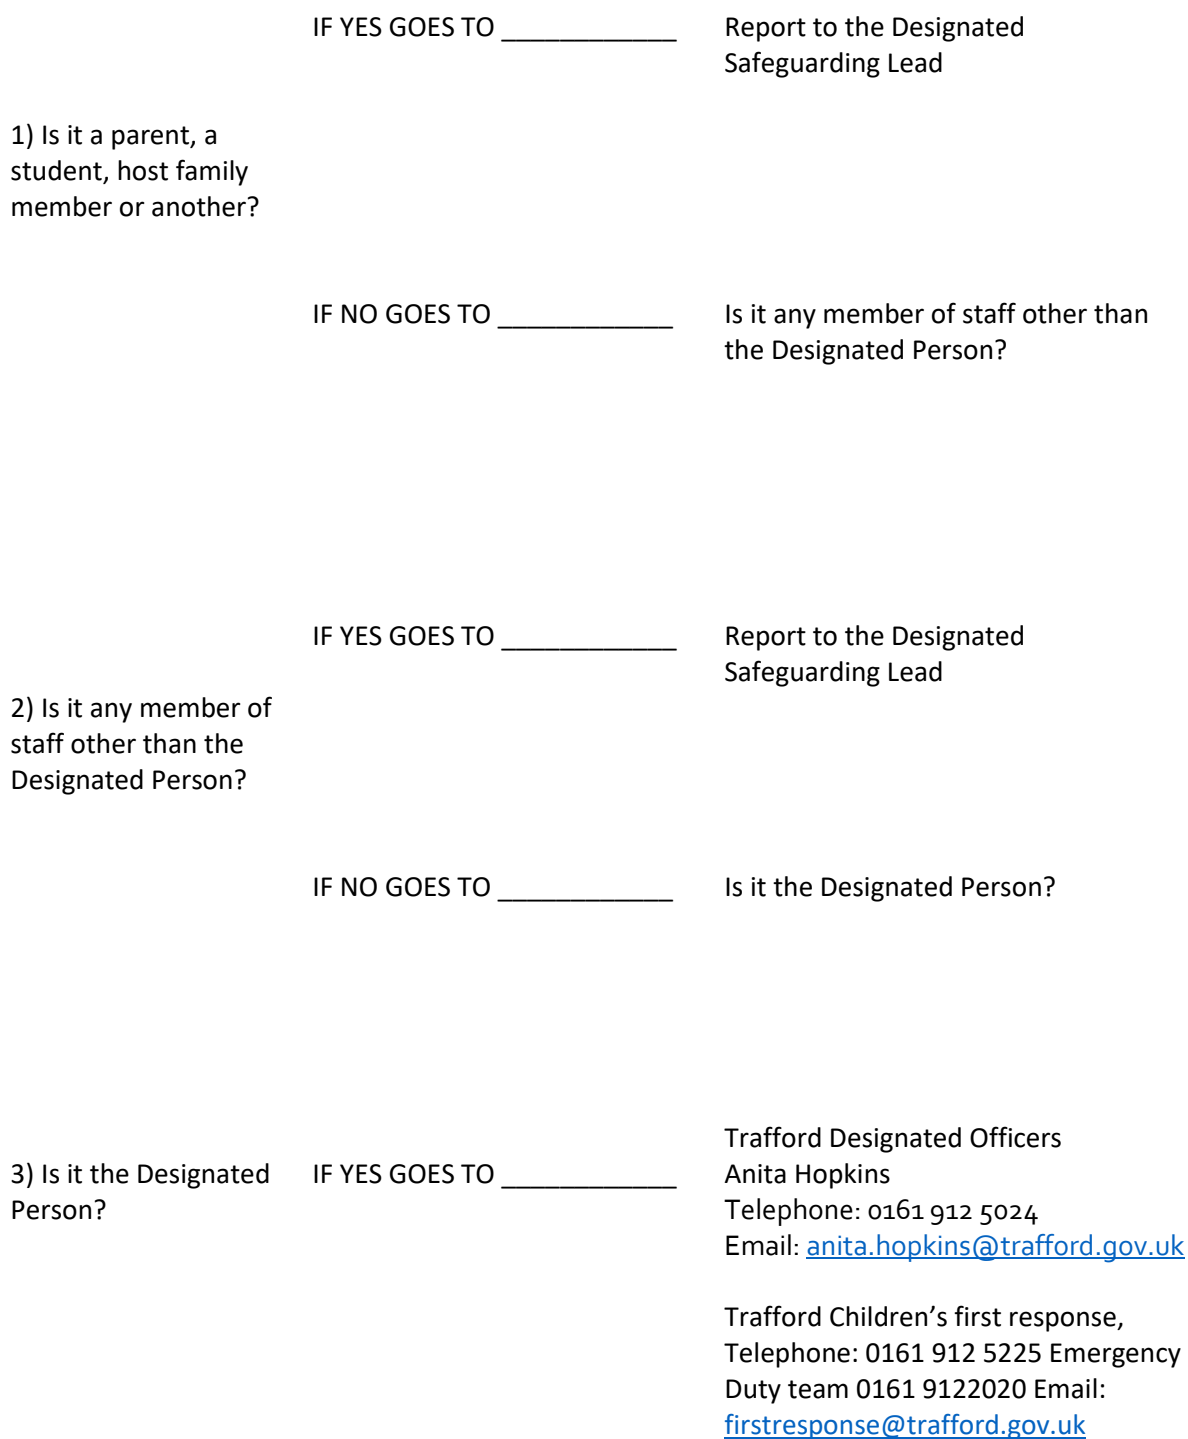 IF YES GOES TO ____________ Report to the Designated
Safeguarding Lead
1) Is it a parent, a
student, host family
member or another?
IF NO GOES TO ____________ Is it any member of staff other than
the Designated Person?
IF YES GOES TO ____________ Report to the Designated
Safeguarding Lead
2) Is it any member of
staff other than the
Designated Person?
IF NO GOES TO ____________ Is it the Designated Person?
3) Is it the Designated
Person?
IF YES GOES TO ____________
Trafford Designated Officers
Anita Hopkins
Telephone: 0161 912 5024
Email: anita.hopkins@trafford.gov.uk
Trafford Children’s first response,
Telephone: 0161 912 5225 Emergency
Duty team 0161 9122020 Email:
firstresponse@trafford.gov.uk